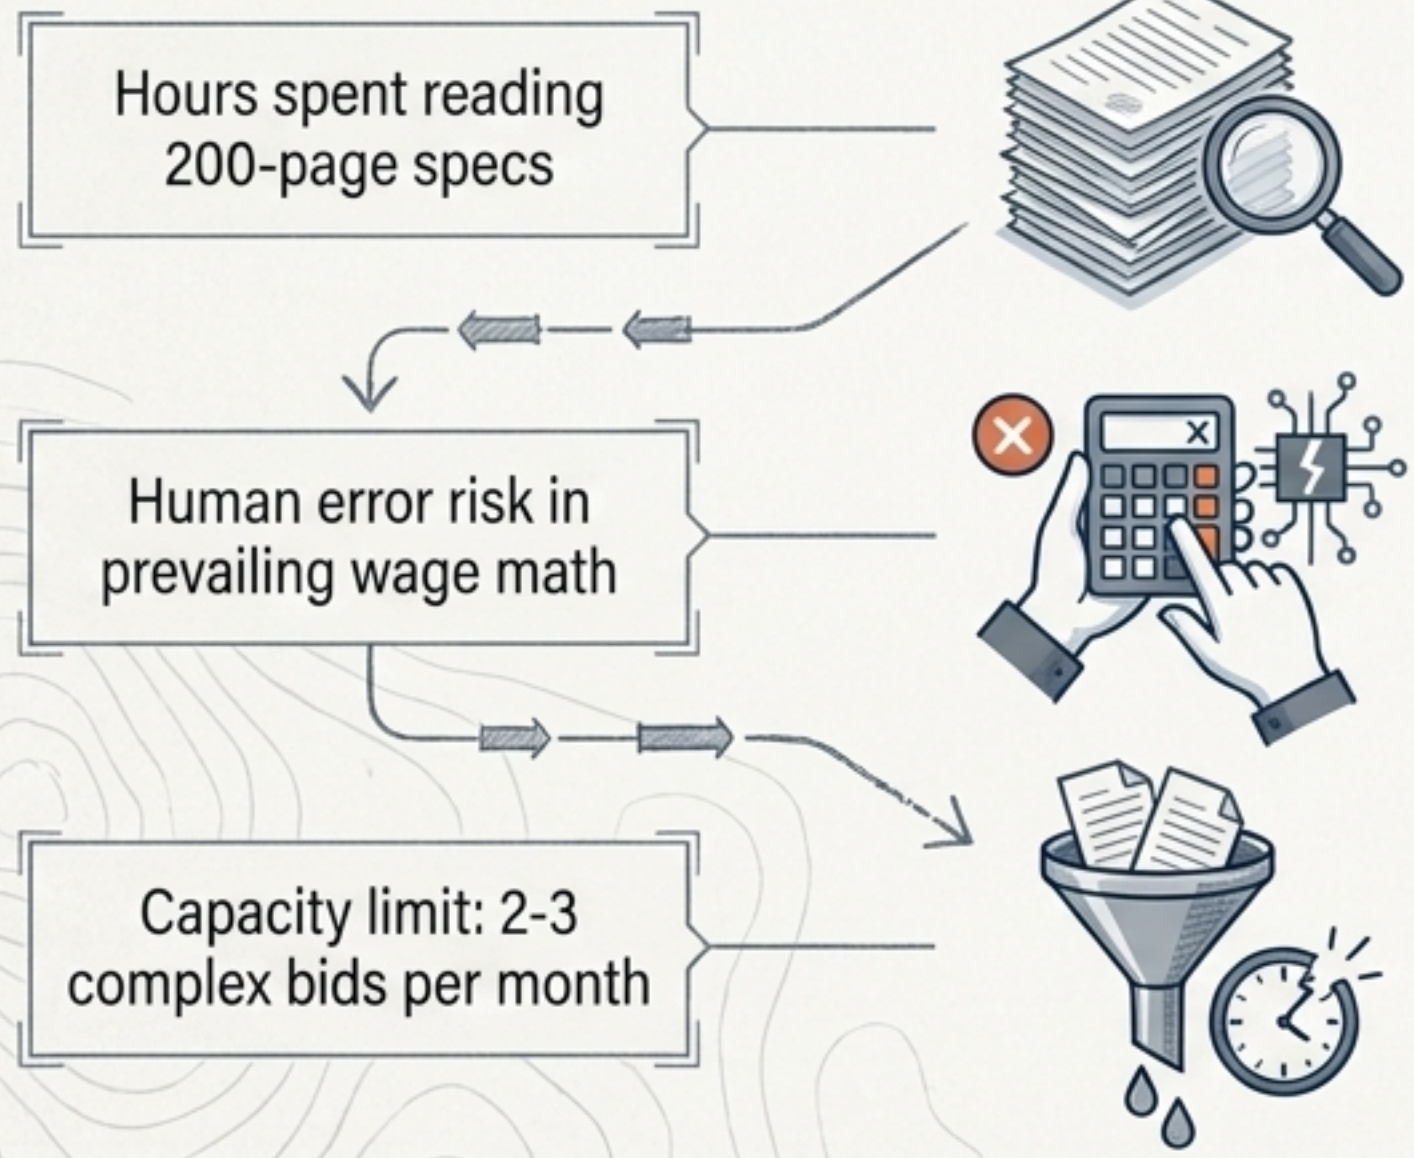 Hours spent reading
200-page specs
Human error risk in
prevailing wage math
X
Capacity limit: 2-3
complex bids per month